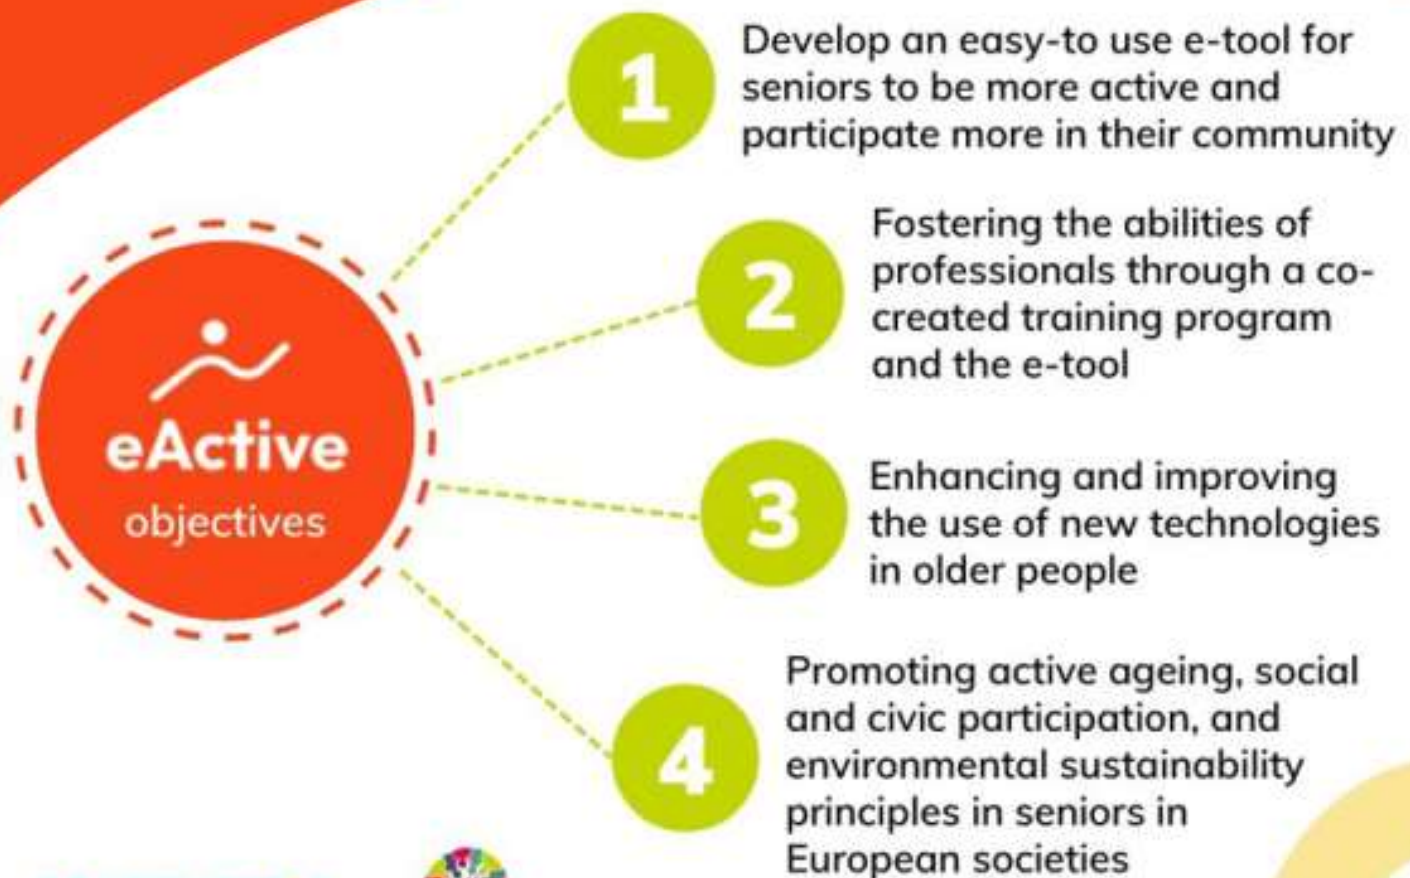 1
Develop an easy-to use e-tool for
seniors to be more active and
participate more in their community
2
Fostering the abilities of
professionals through a co-
created training program
and the e-tool
eActive
objectives
3
Enhancing and improving
the use of new technologies
in older people
4
Promoting active ageing, social
and civic participation, and
environmental sustainability
principles in seniors in
European societies